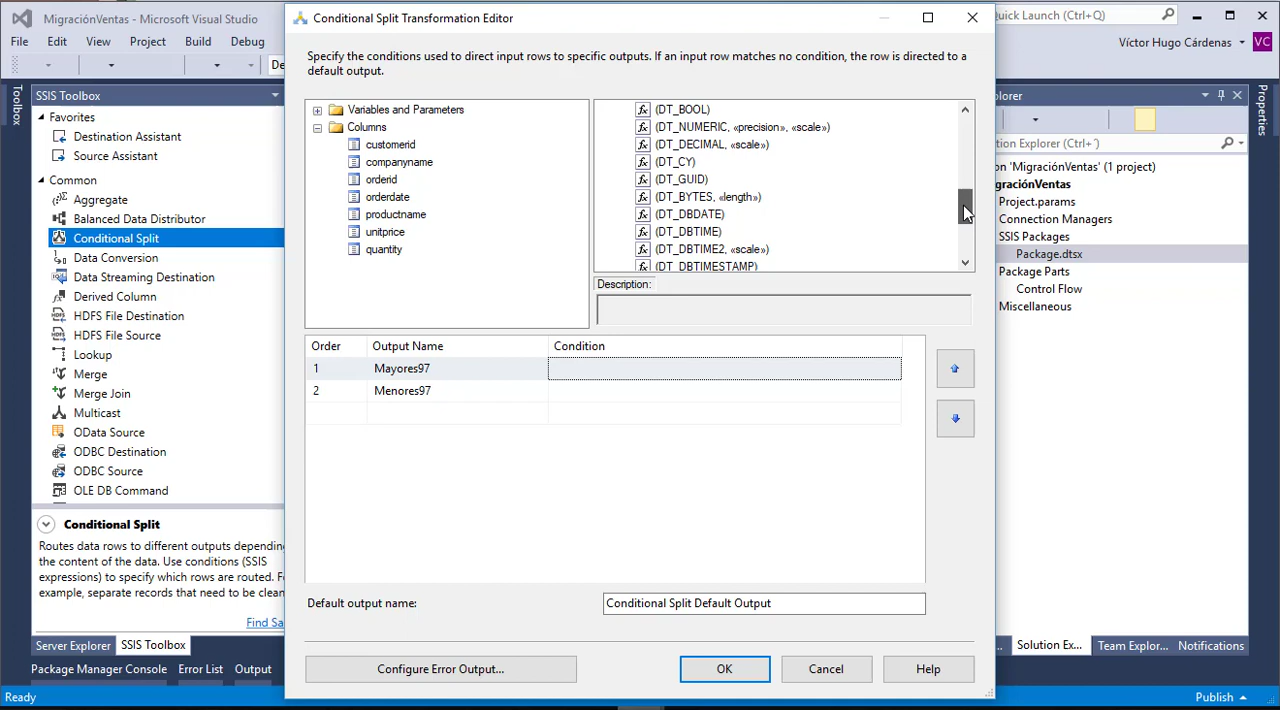 MigraciónVentas - Microsoft Visual Studio
Quick Launch (Ctrl+Q)
File
Edit
View
Project
Build
Debug
Víctor Hugo Cárdenas
VC
Toolbox
SSIS Toolbox
Favorites
Destination Assistant
Source Assistant
Common
Aggregate
Balanced Data Distributor
Conditional Split
Data Conversion
Data Streaming Destination
Derived Column
HDFS File Destination
HDFS File Source
Lookup
Merge
Merge Join
Multicast
OData Source
ODBC Destination
ODBC Source
OLE DB Command
Conditional Split
Routes data rows to different outputs depending
the content of the data. Use conditions (SSIS
expressions) to specify which rows are routed. F
example, separate records that need to be clean
Find Sa
Server Explorer
SSIS Toolbox
Package Manager Console
Error List
Output
Ready
Conditional Split Transformation Editor
Specify the conditions used to direct input rows to specific outputs. If an input row matches no condition, the row is directed to a
default output.
Variables and Parameters
Columns
customerid
companyname
orderid
orderdate
productname
unitprice
quantity
(DT_BOOL)
(DT_NUMERIC, «precision», «scale»)
(DT_DECIMAL, «scale»)
(DT_CY)
(DT_GUID)
(DT_BYTES, «length»)
(DT_DBDATE)
(DT_DBTIME)
(DT_DBTIME2, «scale»)
(DT_DBTIMESTAMP)
Description:
Order
Output Name
Condition
1
Mayores97
2
Menores97
Default output name:
Conditional Split Default Output
Configure Error Output...
OK
Cancel
Help
plorer
tion Explorer (Ctrl+´)
on 'MigraciónVentas' (1 project)
graciónVentas
Project.params
Connection Managers
SSIS Packages
Package.dtsx
Package Parts
Control Flow
Miscellaneous
Properties
Solution Ex...
Team Explor...
Notifications
Publish